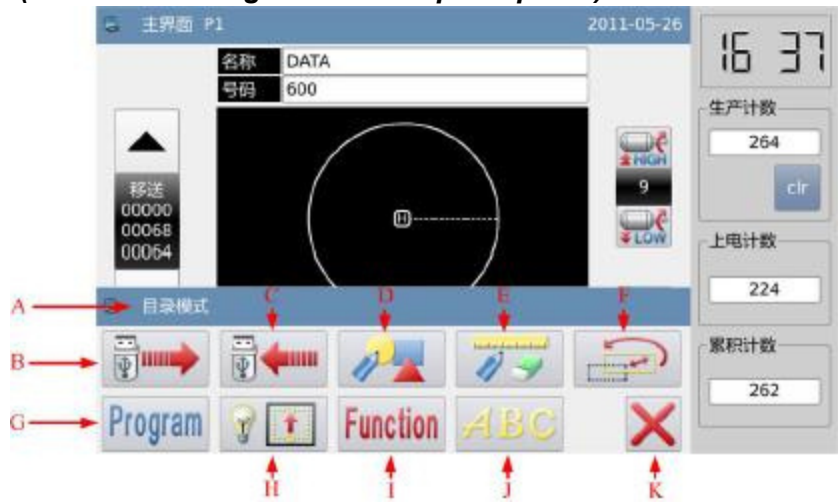 主界面 P1 2011-05-26
16 37
名称 DATA
号码 600
生产计数
264
clr
移送
00000
00068
00064
HIGH
9
LOW
H
上电计数
224
A 目录模式 C D E F
累积计数
262
B
G Program Function ABC
H I J K